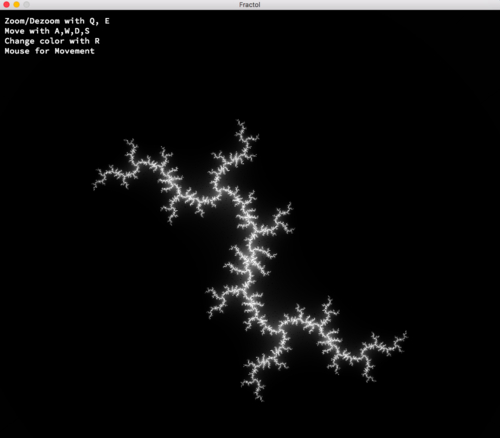 Fractol
Zoom/Dezoom with Q, E
Move with A,W,D,S
Change color with R
Mouse for Movement